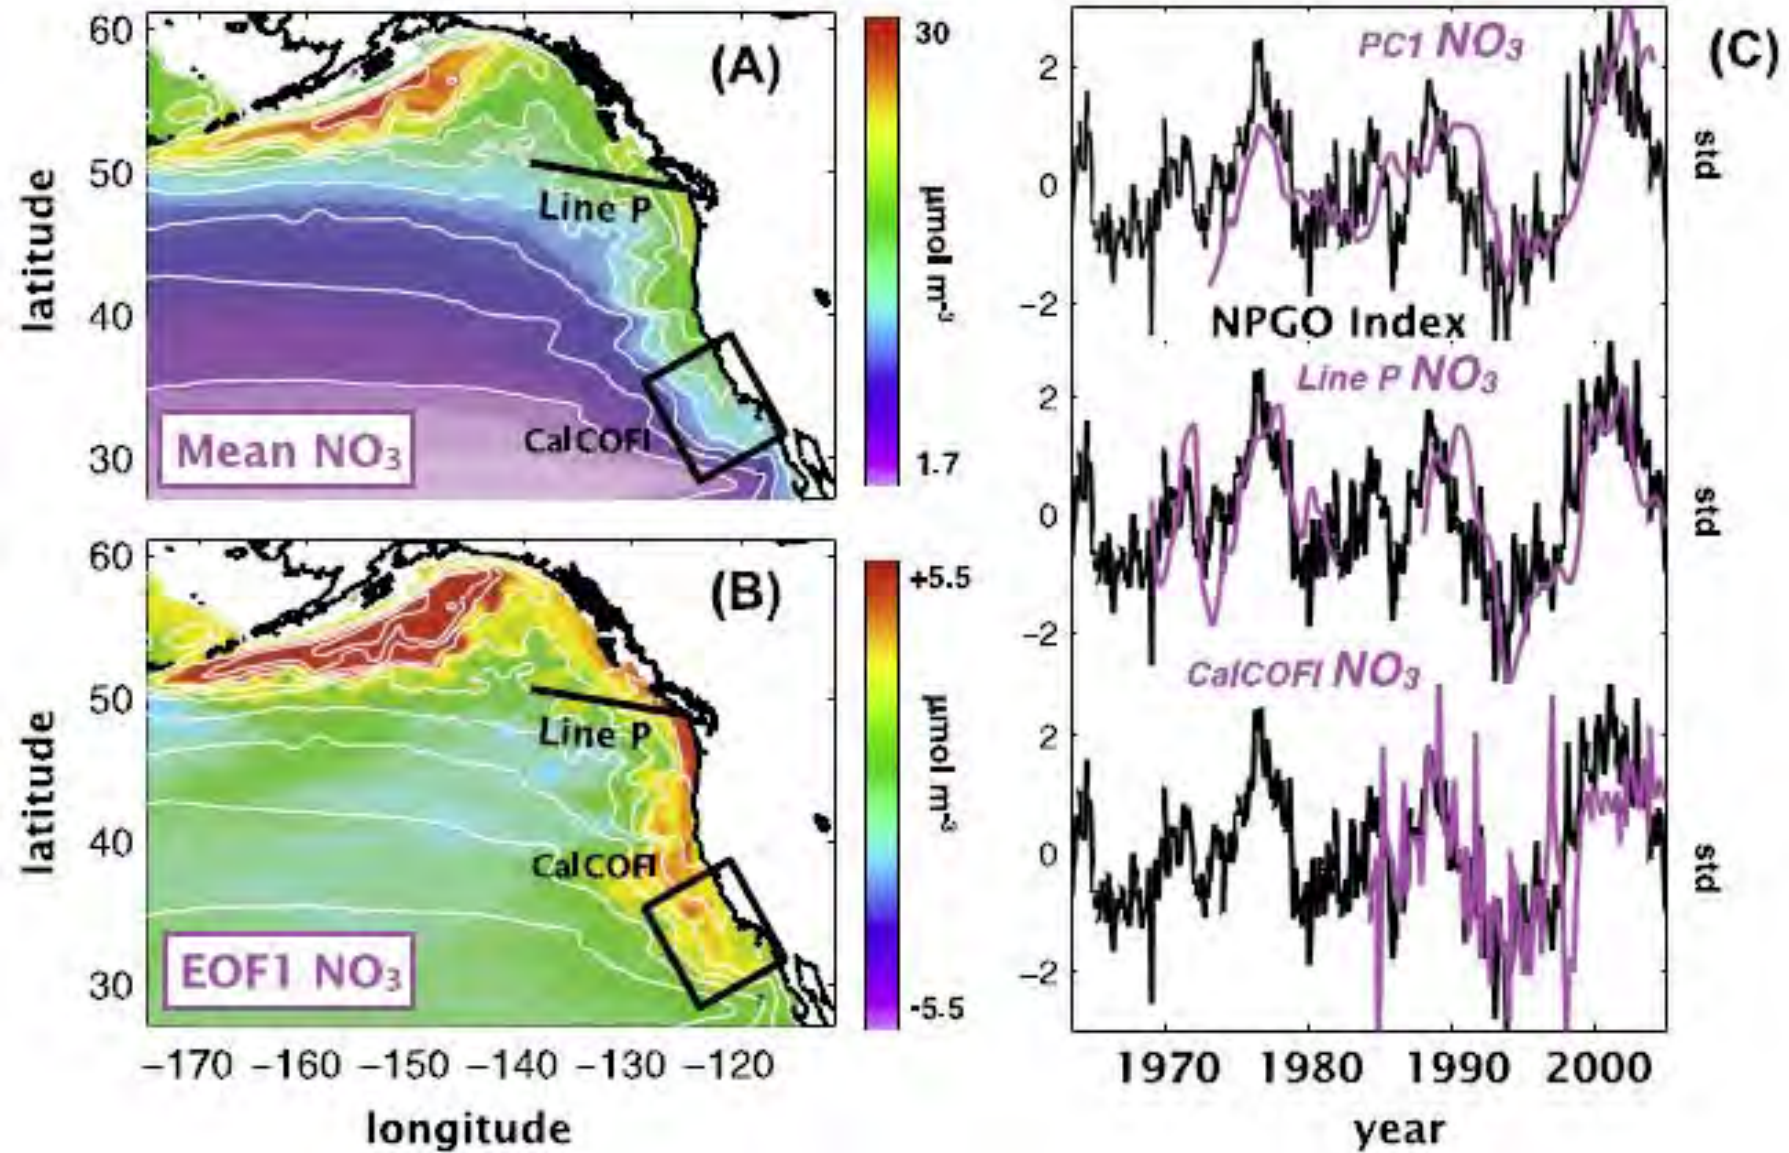 (A)
60
50
40
30
latitude
Line P
CalCOFI
Mean NO₃
30
1.7
µmol m⁻³
(B)
60
50
40
30
latitude
Line P
CalCOFI
EOF1 NO₃
+5.5
-5.5
µmol m⁻³
−170 −160 −150 −140 −130 −120
longitude
(C)
PC1 NO₃
2
0
−2
std
NPGO Index
Line P NO₃
2
0
−2
std
CalCOFI NO₃
2
0
−2
std
1970 1980 1990 2000
year